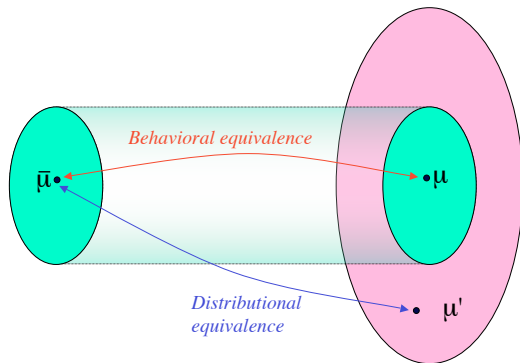 Behavioral equivalence
μ̄
μ
Distributional
equivalence
μ'